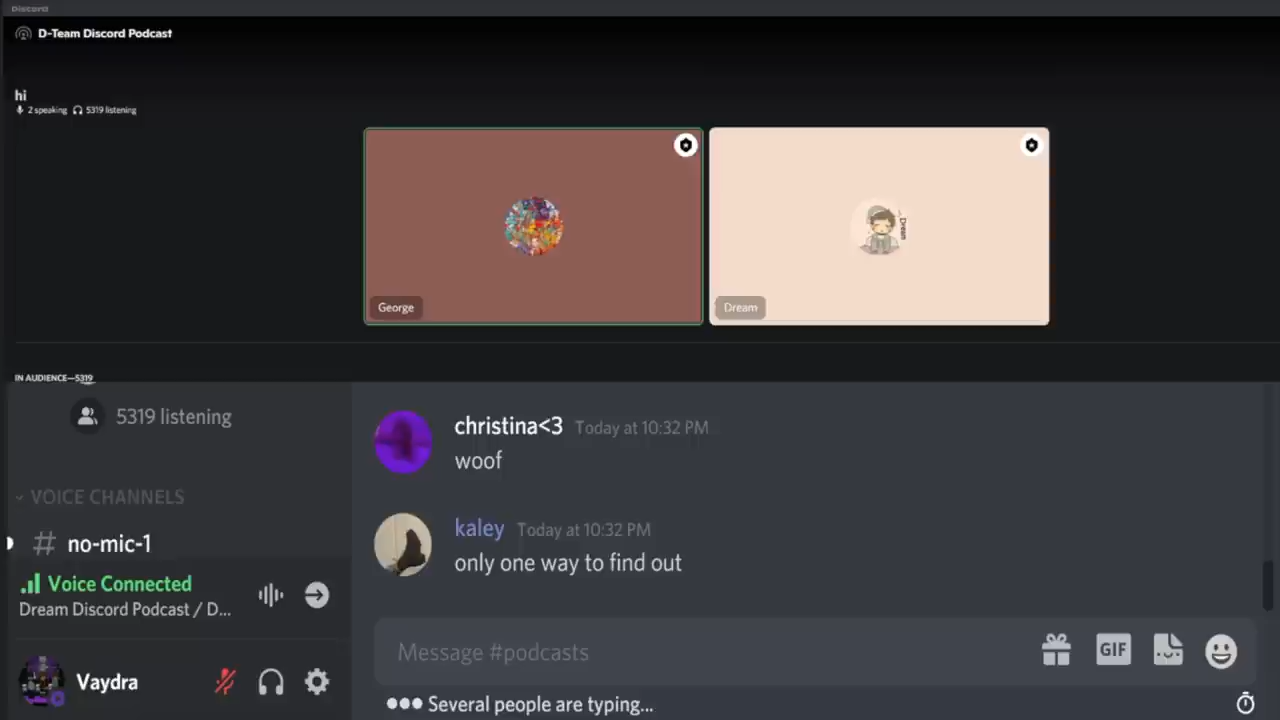 Discord
D-Team Discord Podcast
hi
2 speaking 5319 listening
George
Dream
Dream
IN AUDIENCE—5319
5319 listening
VOICE CHANNELS
# no-mic-1
Voice Connected
Dream Discord Podcast / D...
Vaydra
christina<3 Today at 10:32 PM
woof
kaley Today at 10:32 PM
only one way to find out
Message #podcasts
GIF
Several people are typing...